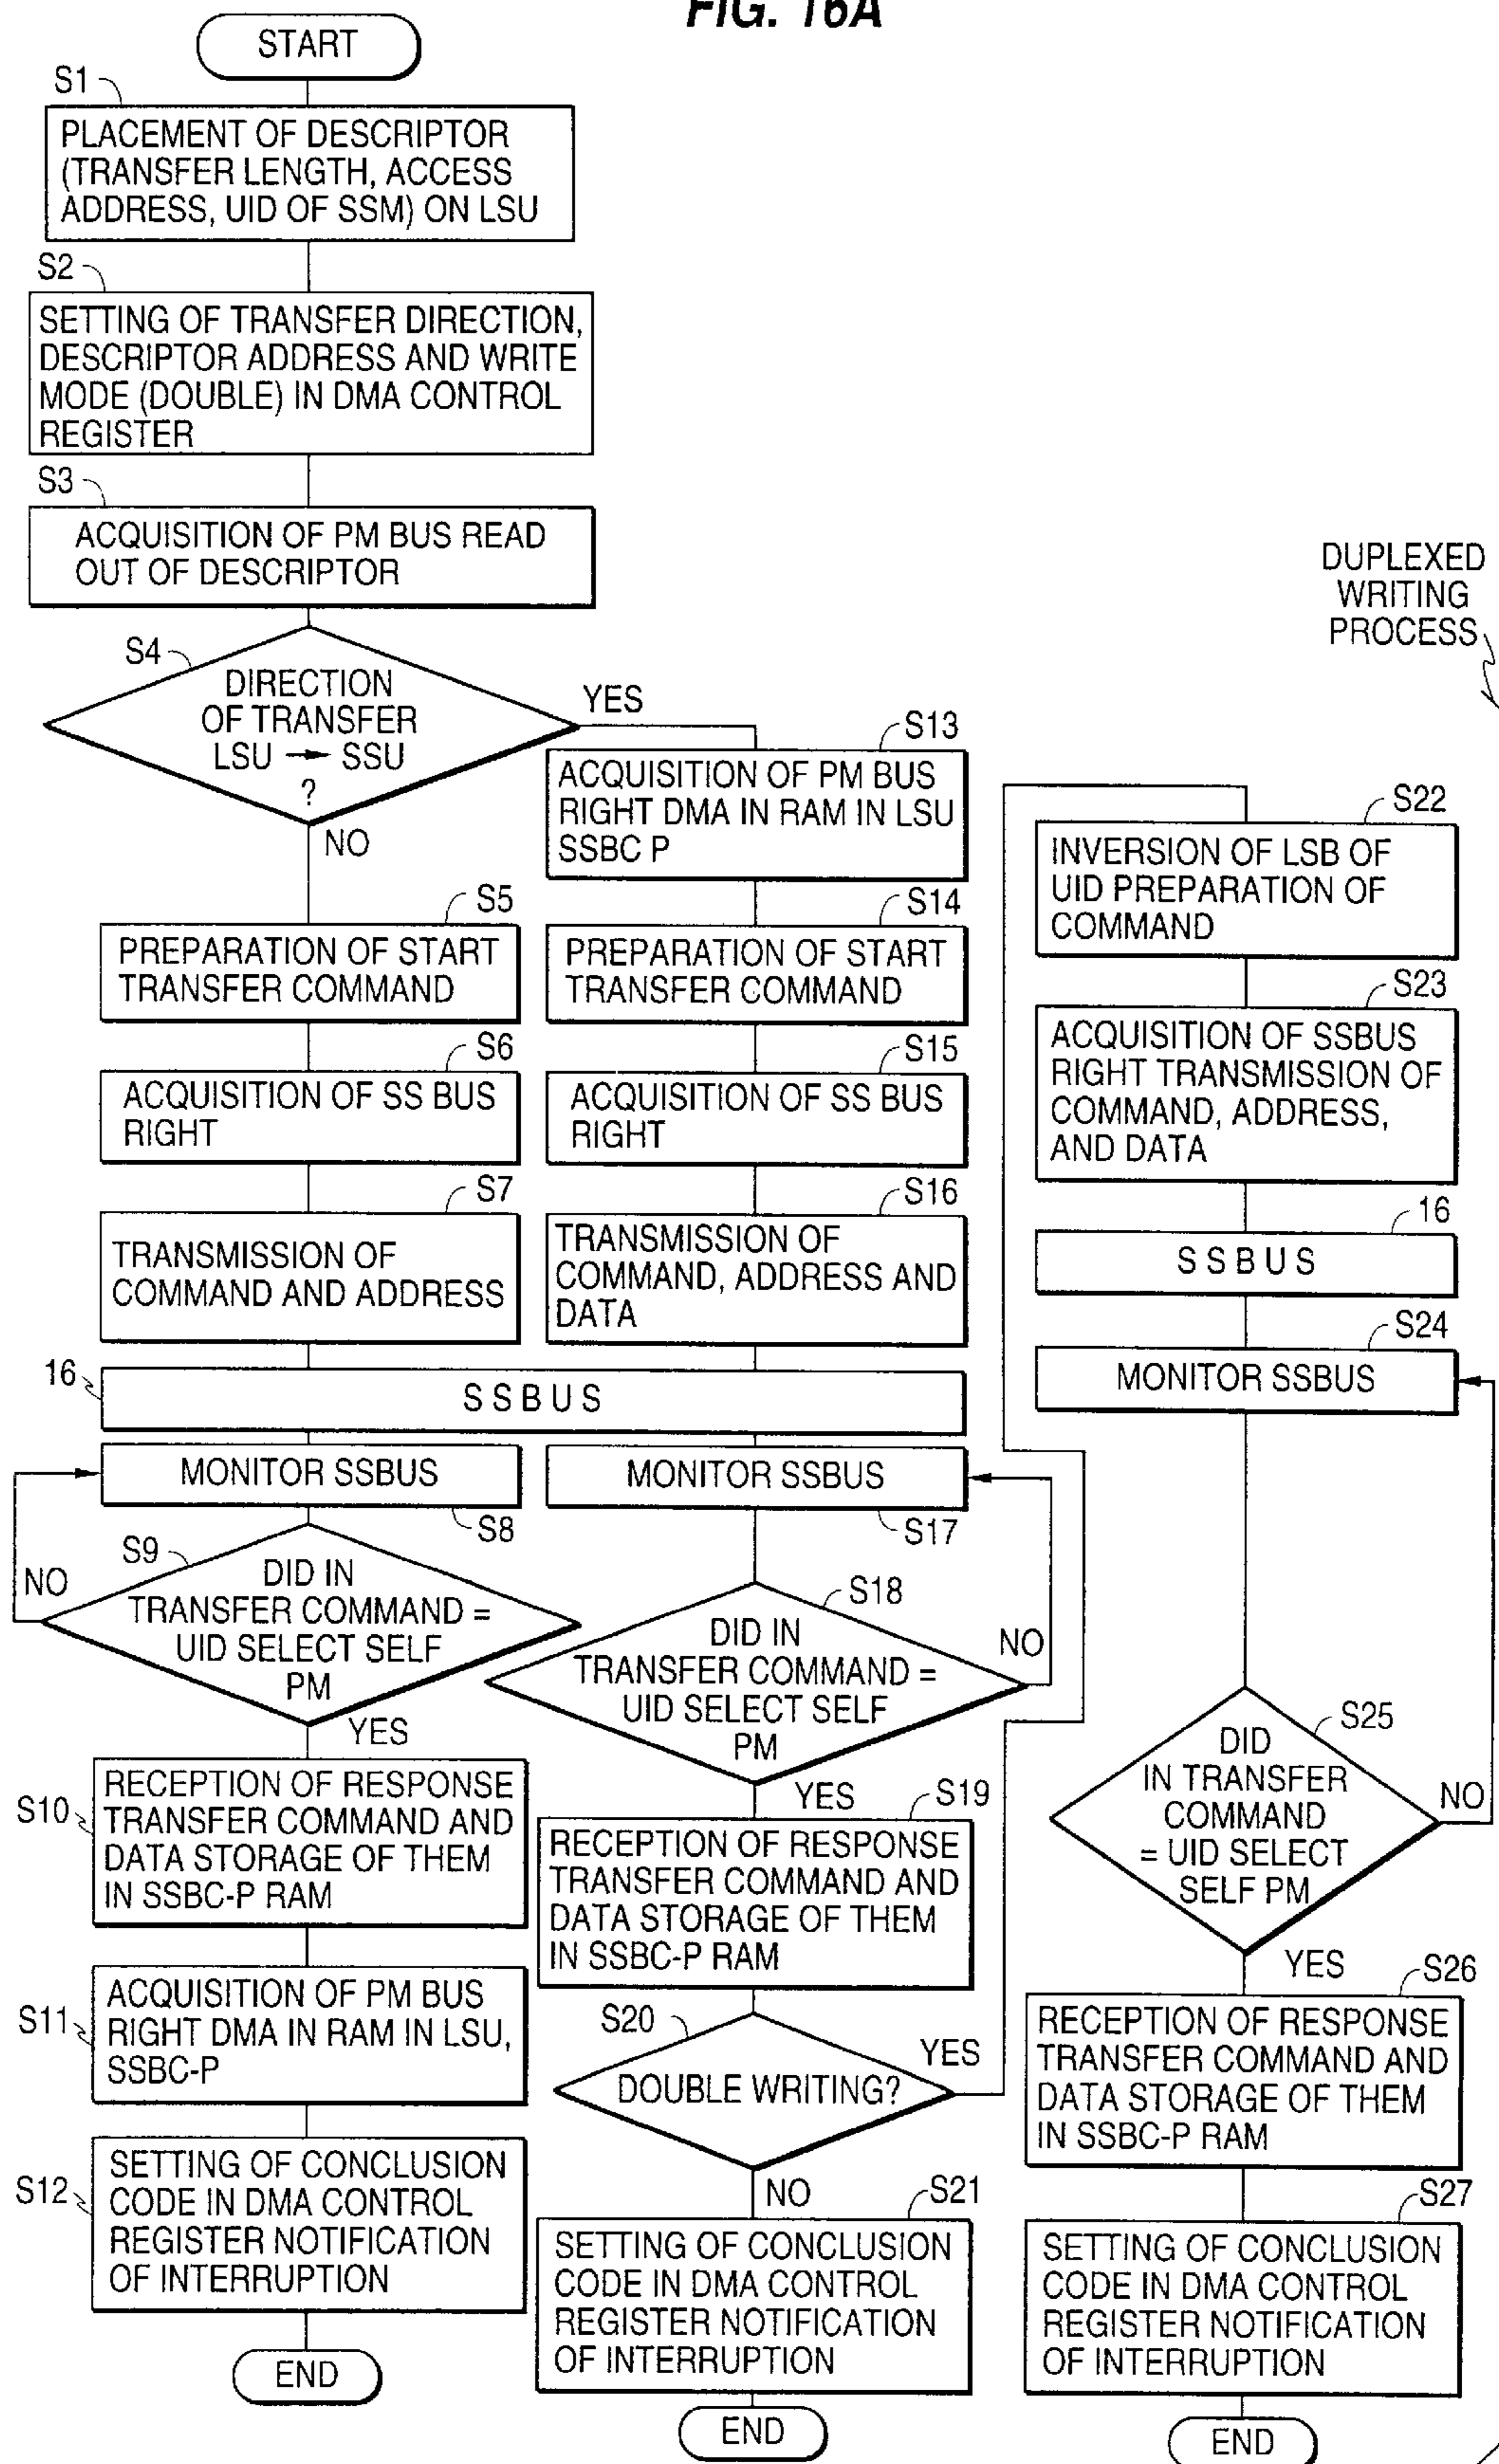 FIG. 16A
START
S1
PLACEMENT OF DESCRIPTOR
(TRANSFER LENGTH, ACCESS
ADDRESS, UID OF SSM) ON LSU
S2
SETTING OF TRANSFER DIRECTION,
DESCRIPTOR ADDRESS AND WRITE
MODE (DOUBLE) IN DMA CONTROL
REGISTER
S3
ACQUISITION OF PM BUS READ
OUT OF DESCRIPTOR
S4
DIRECTION
OF TRANSFER
LSU → SSU
?
YES
NO
S5
PREPARATION OF START
TRANSFER COMMAND
S6
ACQUISITION OF SS BUS
RIGHT
S7
TRANSMISSION OF
COMMAND AND ADDRESS
16
SSBUS
MONITOR SSBUS
S8
S9
DID IN
TRANSFER COMMAND =
UID SELECT SELF
PM
NO
YES
S10
RECEPTION OF RESPONSE
TRANSFER COMMAND AND
DATA STORAGE OF THEM
IN SSBC-P RAM
S11
ACQUISITION OF PM BUS
RIGHT DMA IN RAM IN LSU,
SSBC-P
S12
SETTING OF CONCLUSION
CODE IN DMA CONTROL
REGISTER NOTIFICATION
OF INTERRUPTION
END
S13
ACQUISITION OF PM BUS
RIGHT DMA IN RAM IN LSU
SSBC P
S14
PREPARATION OF START
TRANSFER COMMAND
S15
ACQUISITION OF SS BUS
RIGHT
S16
TRANSMISSION OF
COMMAND, ADDRESS AND
DATA
MONITOR SSBUS
S17
S18
DID IN
TRANSFER COMMAND =
UID SELECT SELF
PM
NO
YES
S19
RECEPTION OF RESPONSE
TRANSFER COMMAND AND
DATA STORAGE OF THEM
IN SSBC-P RAM
S20
DOUBLE WRITING?
YES
NO
S21
SETTING OF CONCLUSION
CODE IN DMA CONTROL
REGISTER NOTIFICATION
OF INTERRUPTION
END
DUPLEXED
WRITING
PROCESS
S22
INVERSION OF LSB OF
UID PREPARATION OF
COMMAND
S23
ACQUISITION OF SSBUS
RIGHT TRANSMISSION OF
COMMAND, ADDRESS,
AND DATA
16
SSBUS
S24
MONITOR SSBUS
S25
DID
IN TRANSFER
COMMAND
= UID SELECT
SELF PM
NO
YES
S26
RECEPTION OF RESPONSE
TRANSFER COMMAND AND
DATA STORAGE OF THEM
IN SSBC-P RAM
S27
SETTING OF CONCLUSION
CODE IN DMA CONTROL
REGISTER NOTIFICATION
OF INTERRUPTION
END